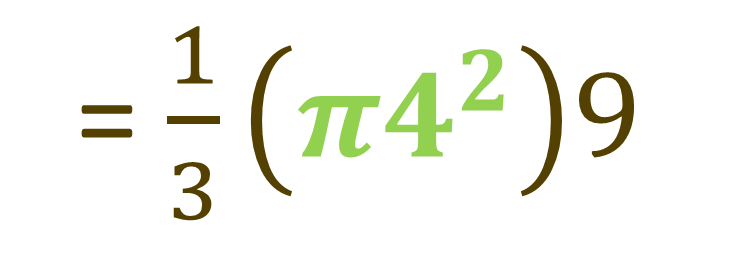 = 1/3 (π4²)9